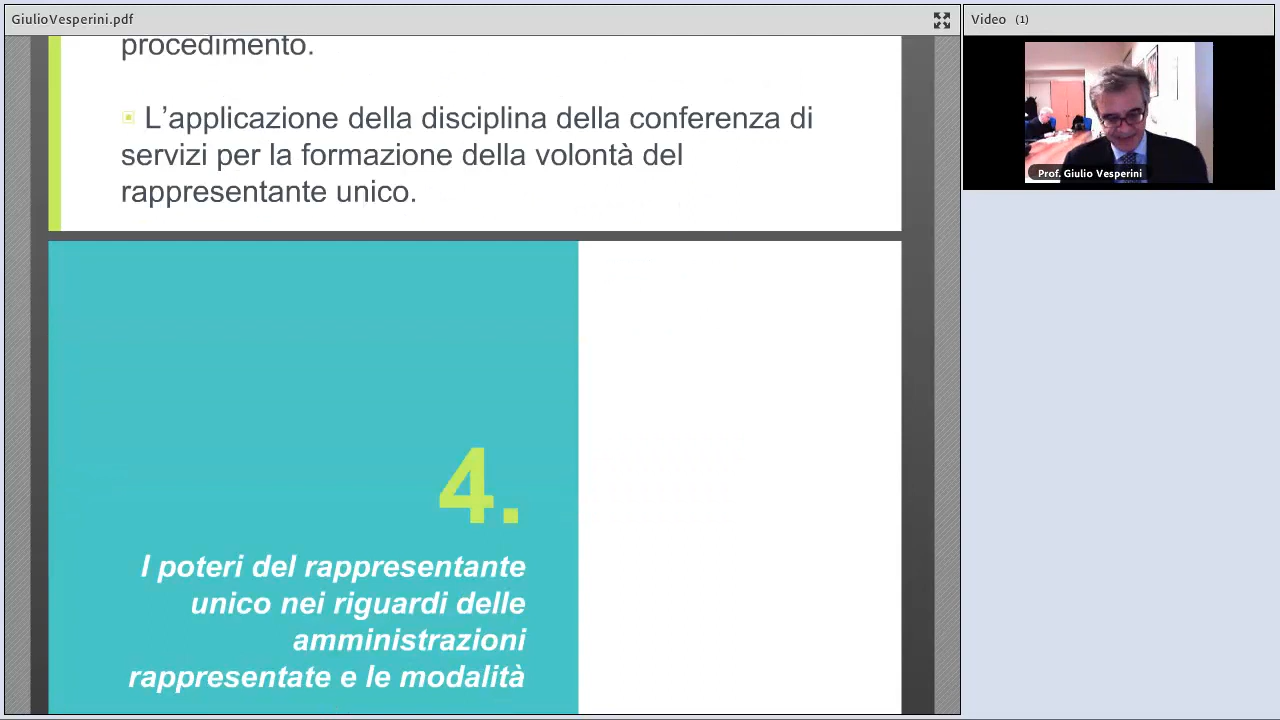 GiulioVesperini.pdf
Video (1)
procedimento.
L'applicazione della disciplina della conferenza di
servizi per la formazione della volontà del
rappresentante unico.
Prof. Giulio Vesperini
4.
I poteri del rappresentante
unico nei riguardi delle
amministrazioni
rappresentate e le modalità